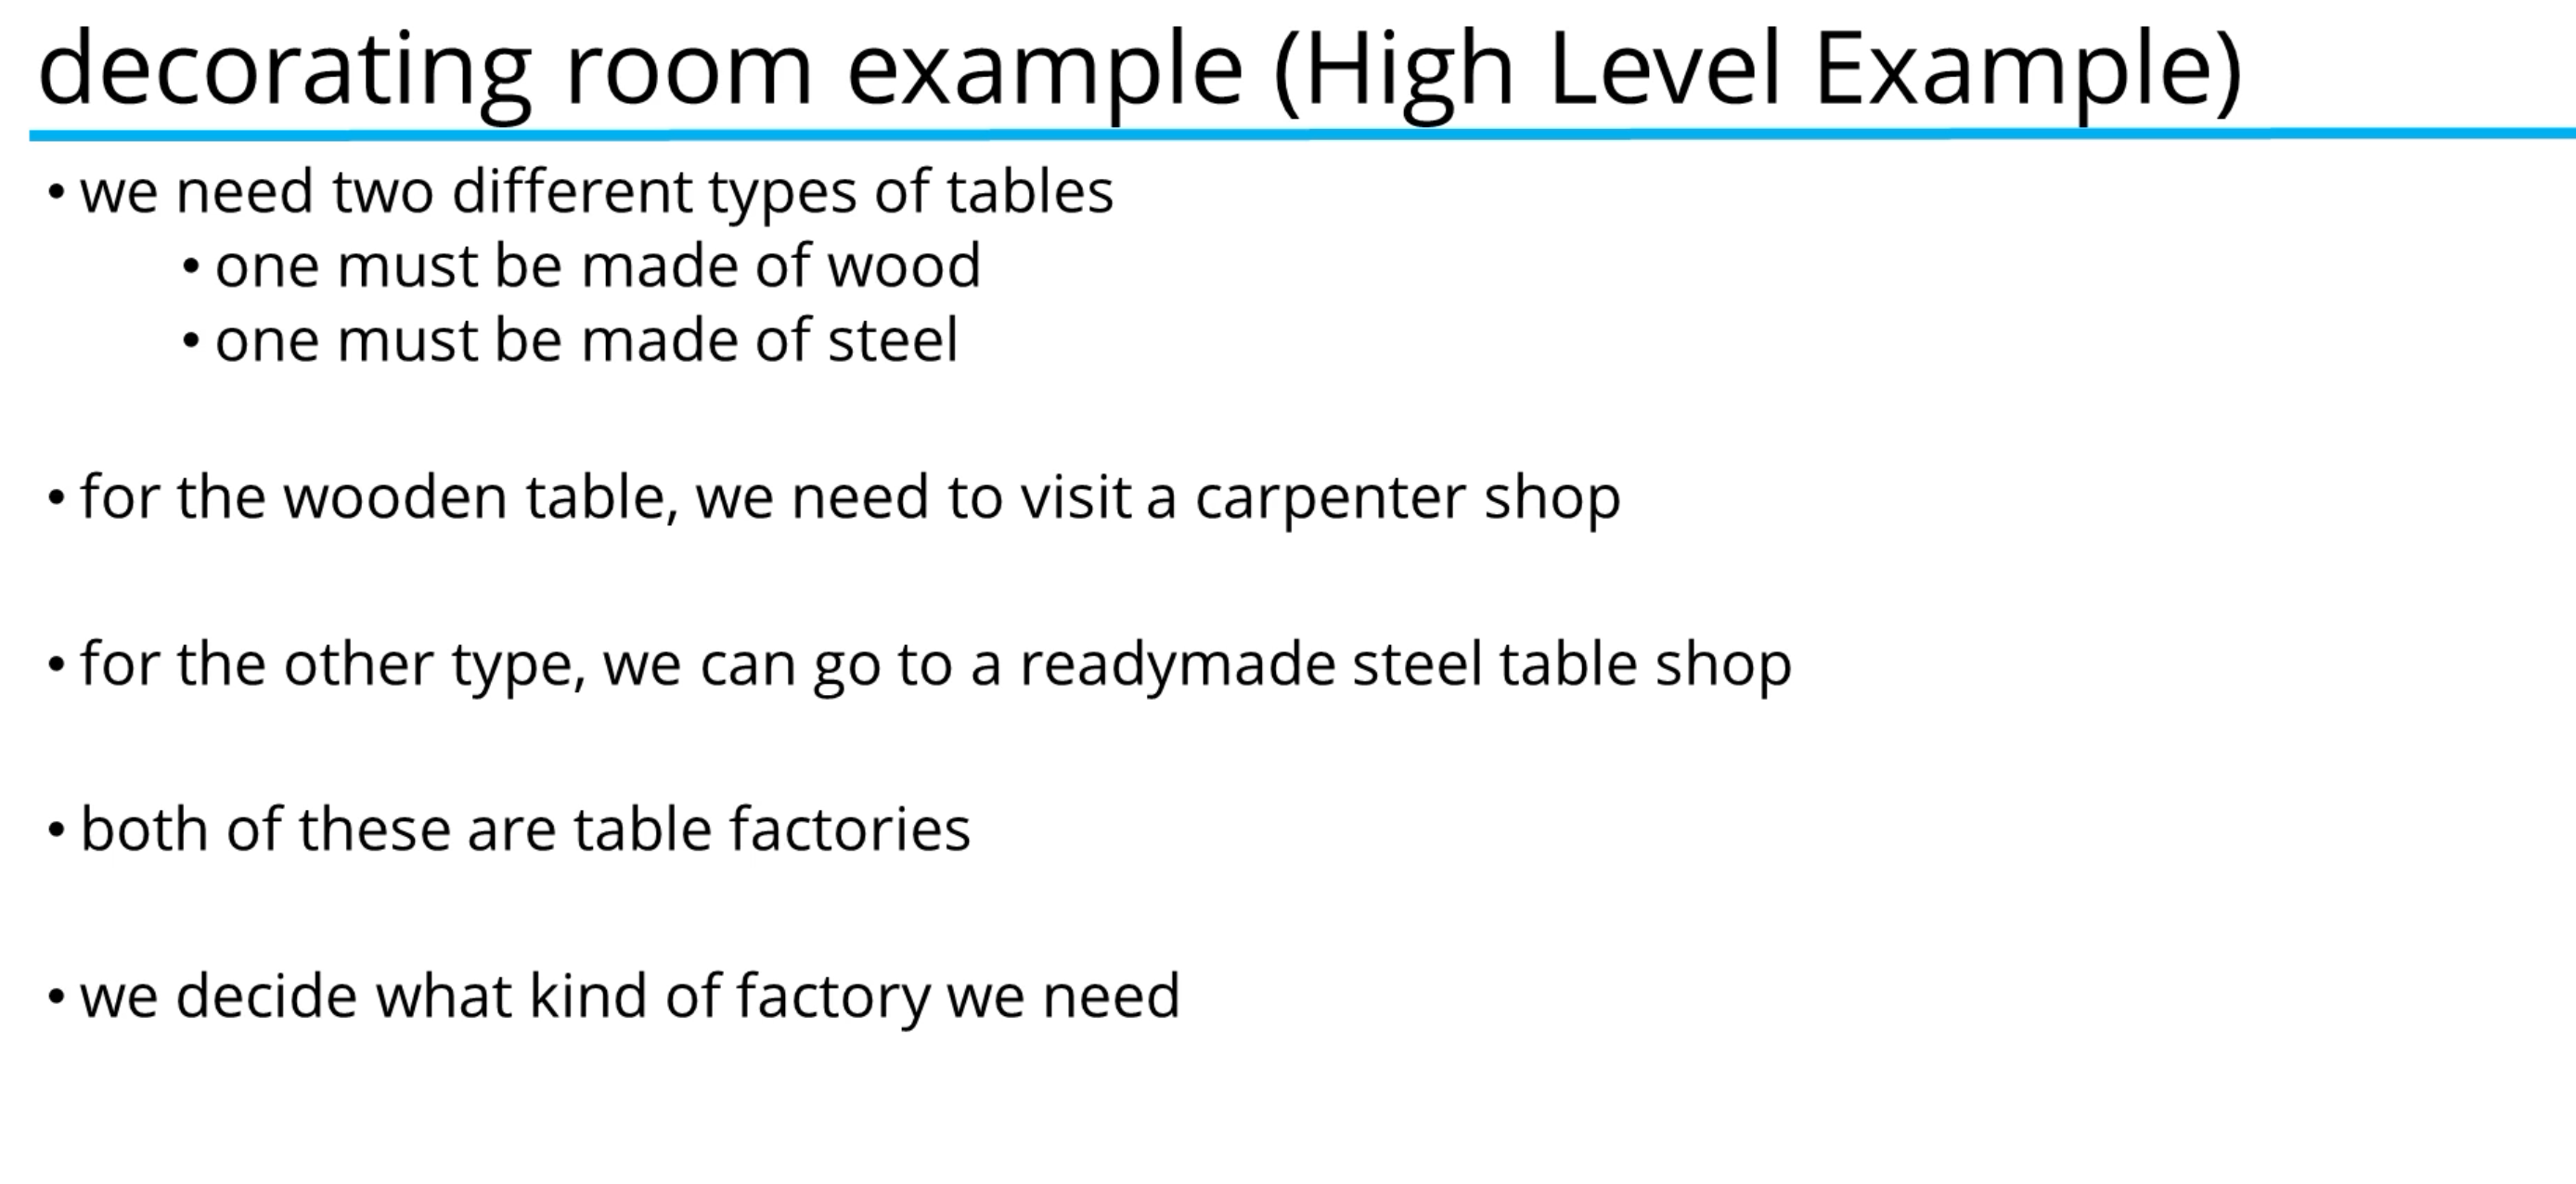 decorating room example (High Level Example)
• we need two different types of tables
• one must be made of wood
• one must be made of steel
• for the wooden table, we need to visit a carpenter shop
• for the other type, we can go to a readymade steel table shop
• both of these are table factories
• we decide what kind of factory we need